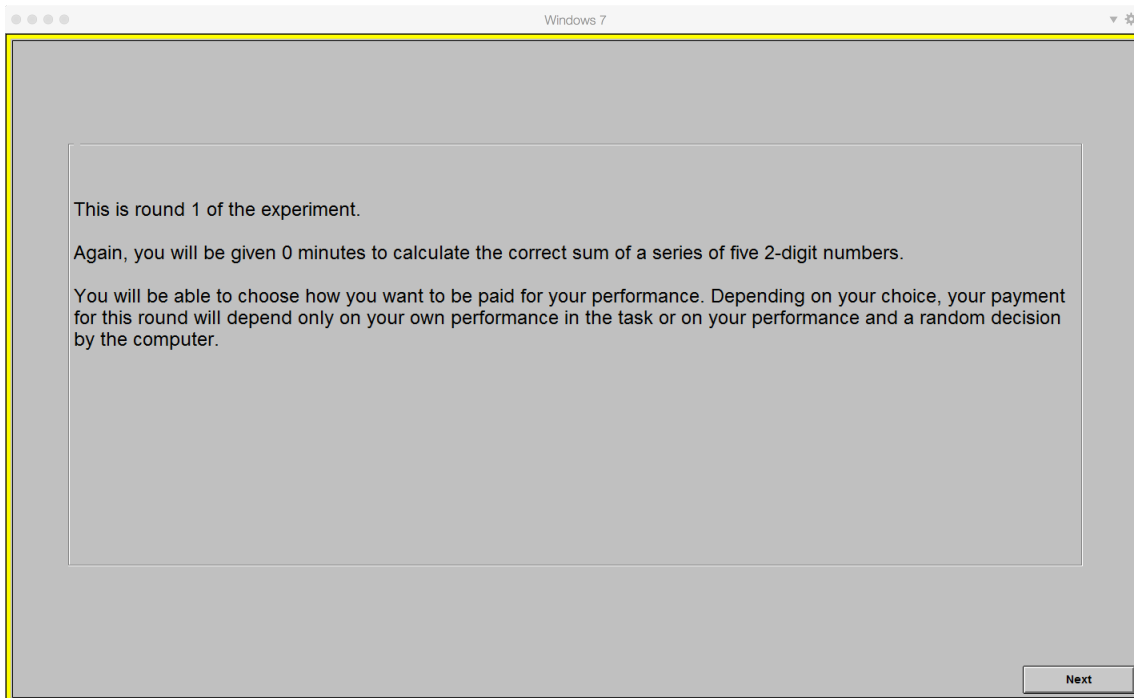 Windows 7
This is round 1 of the experiment.
Again, you will be given 0 minutes to calculate the correct sum of a series of five 2-digit numbers.
You will be able to choose how you want to be paid for your performance. Depending on your choice, your payment
for this round will depend only on your own performance in the task or on your performance and a random decision
by the computer.
Next